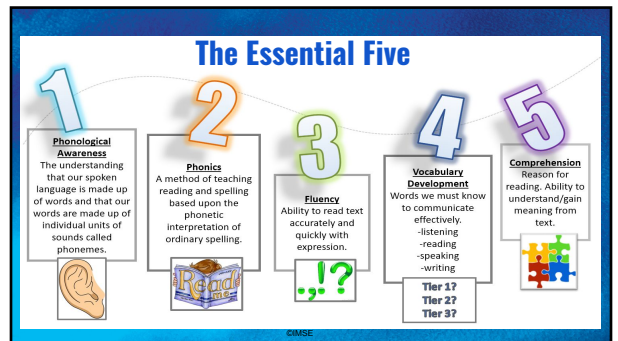 The Essential Five
1
Phonological
Awareness
The understanding
that our spoken
language is made up
of words and that our
words are made up of
individual units of
sounds called
phonemes.
2
Phonics
A method of teaching
reading and spelling
based upon the
phonetic
interpretation of
ordinary spelling.
Read
me
3
Fluency
Ability to read text
accurately and
quickly with
expression.
.,!?
4
Vocabulary
Development
Words we must know
to communicate
effectively.
-listening
-reading
-speaking
-writing
Tier 1?
Tier 2?
Tier 3?
5
Comprehension
Reason for
reading. Ability to
understand/gain
meaning from
text.
©IMSE